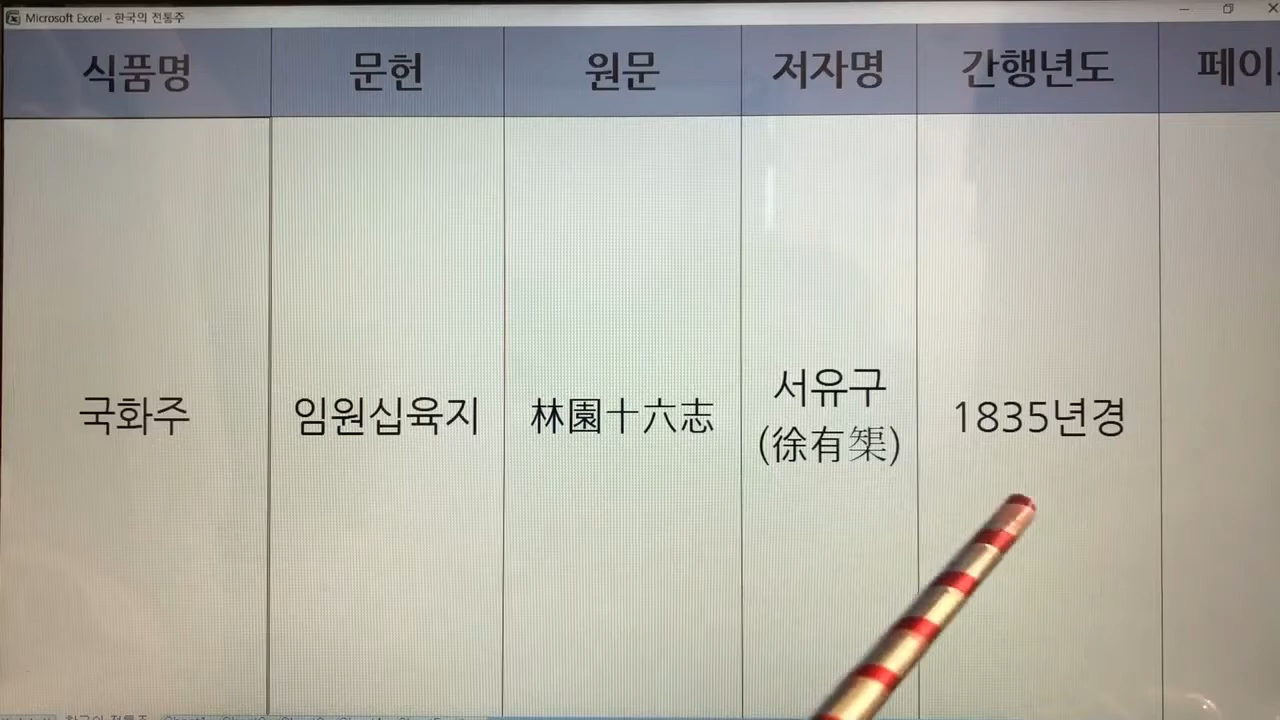 Microsoft Excel - 한국의 전통주
식품명 문헌 원문 저자명 간행년도 페이
국화주 임원십육지 林園十六志 서유구 1835년경
(徐有榘)